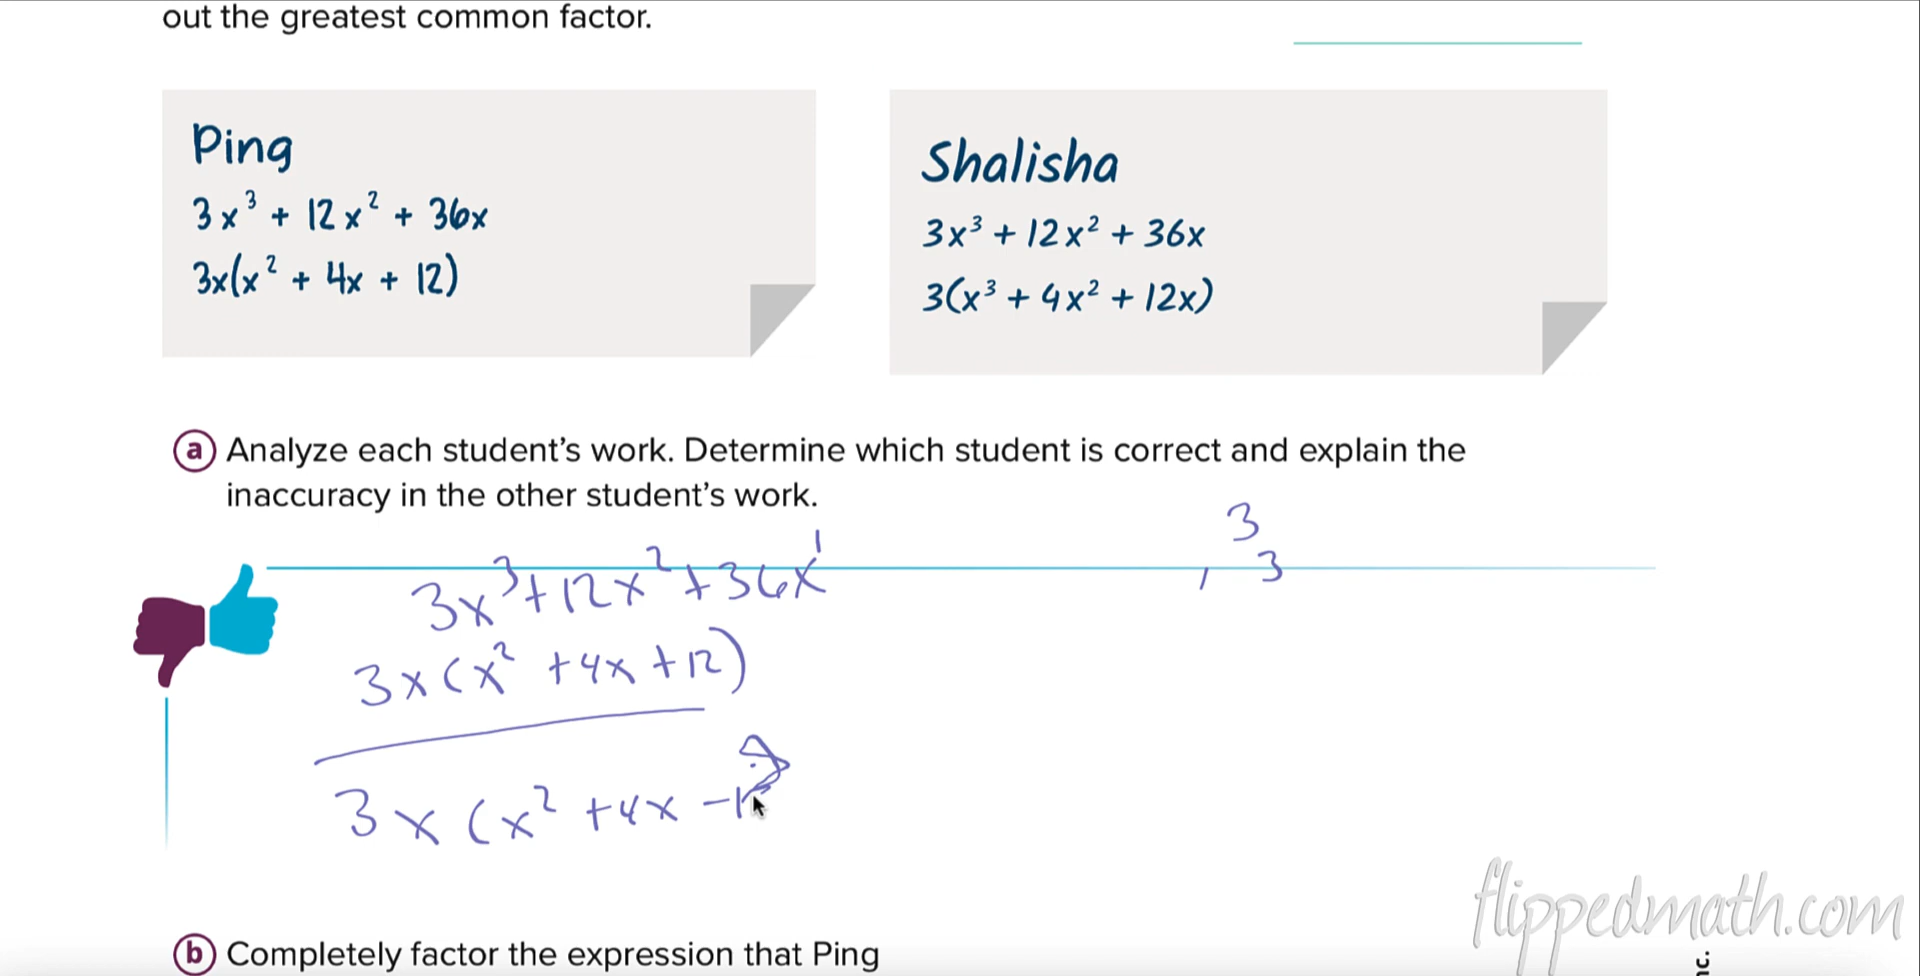 out the greatest common factor.
Ping
3x³ + 12x² + 36x
3x(x² + 4x + 12)
Shalisha
3x³ + 12x² + 36x
3(x³ + 4x² + 12x)
a Analyze each student's work. Determine which student is correct and explain the
inaccuracy in the other student's work.
3
, 3
3x³+12x²+36x¹
3x(x² +4x+12)
3x(x² +4x -
b Completely factor the expression that Ping
flippedmath.com
nc.